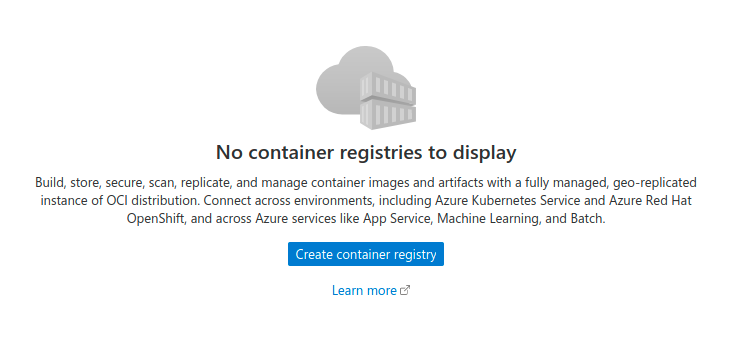 No container registries to display
Build, store, secure, scan, replicate, and manage container images and artifacts with a fully managed, geo-replicated
instance of OCI distribution. Connect across environments, including Azure Kubernetes Service and Azure Red Hat
OpenShift, and across Azure services like App Service, Machine Learning, and Batch.
Create container registry
Learn more